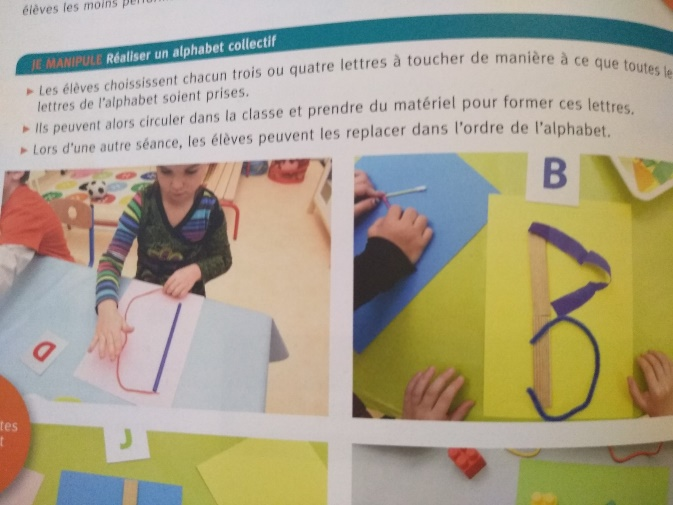 élèves les moins
JE MANIPULE Réaliser un alphabet collectif
▸ Les élèves choisissent chacun trois ou quatre lettres à toucher de manière à ce que toutes
lettres de l'alphabet soient prises.
▸ Ils peuvent alors circuler dans la classe et prendre du matériel pour former ces lettres.
▸ Lors d'une autre séance, les élèves peuvent les replacer dans l'ordre de l'alphabet.
B
D
tes
t
J